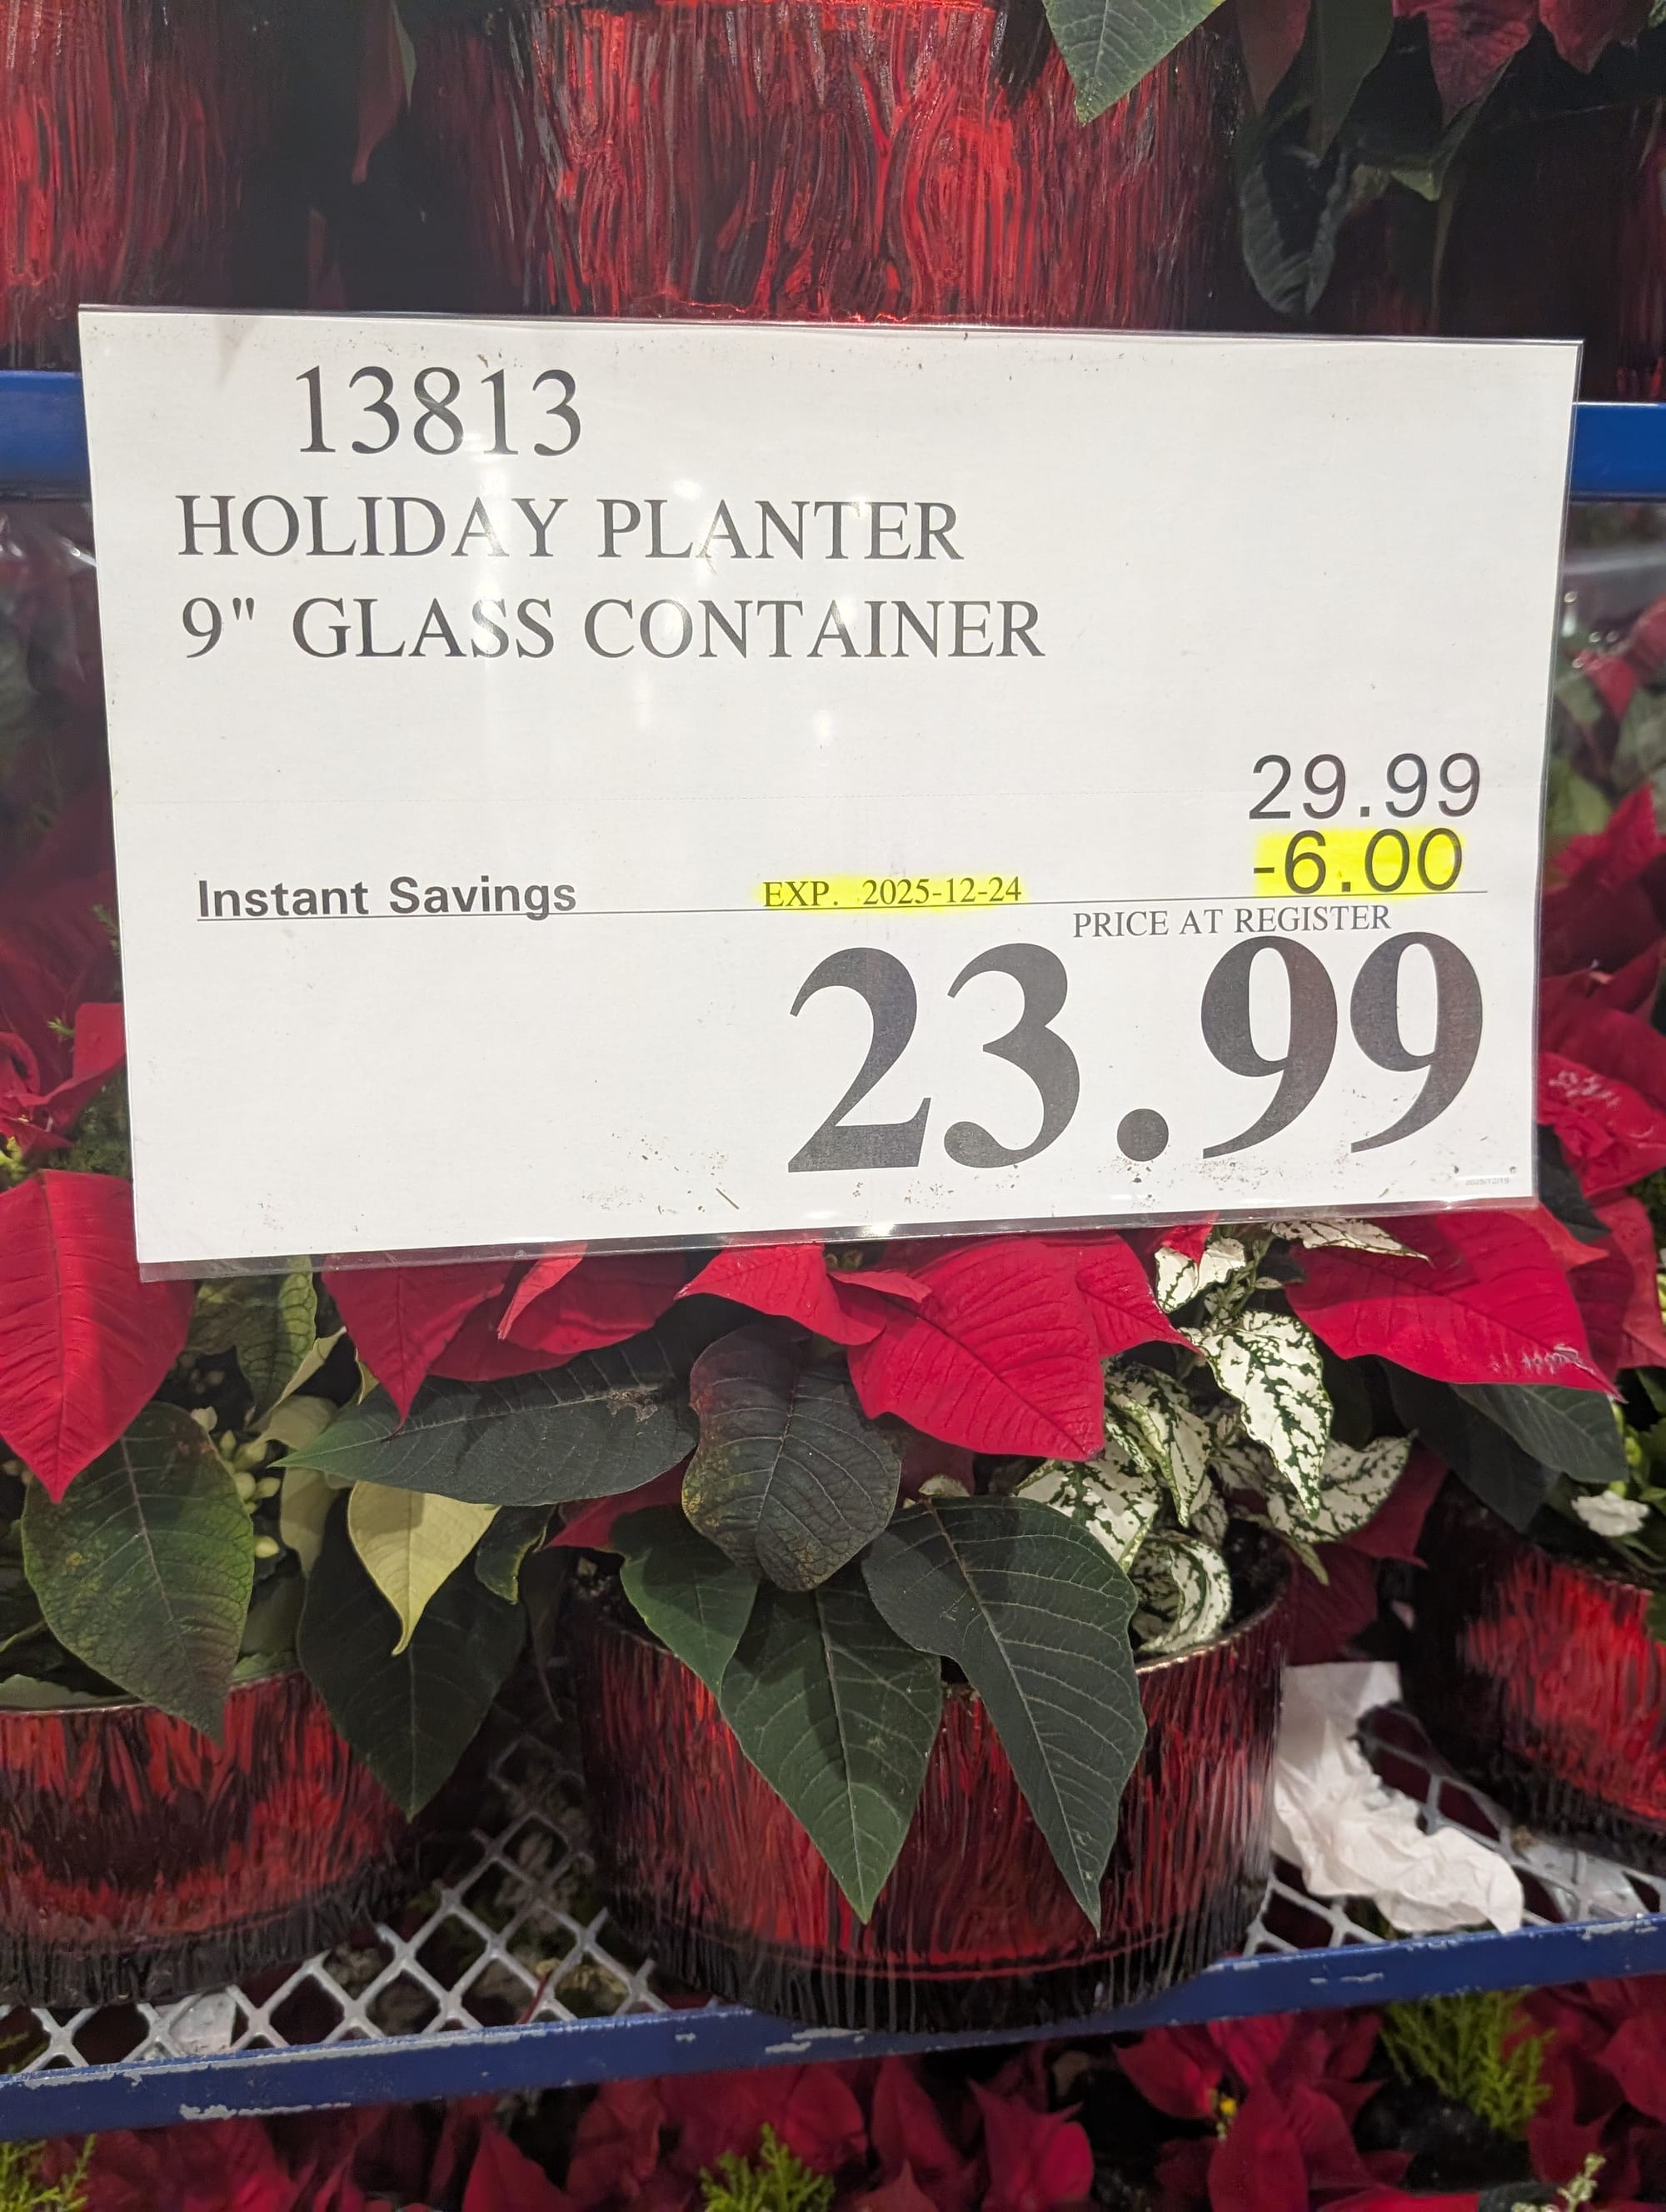 13813
HOLIDAY PLANTER
9" GLASS CONTAINER
29.99
-6.00
Instant Savings EXP. 2025-12-24
PRICE AT REGISTER
23.99